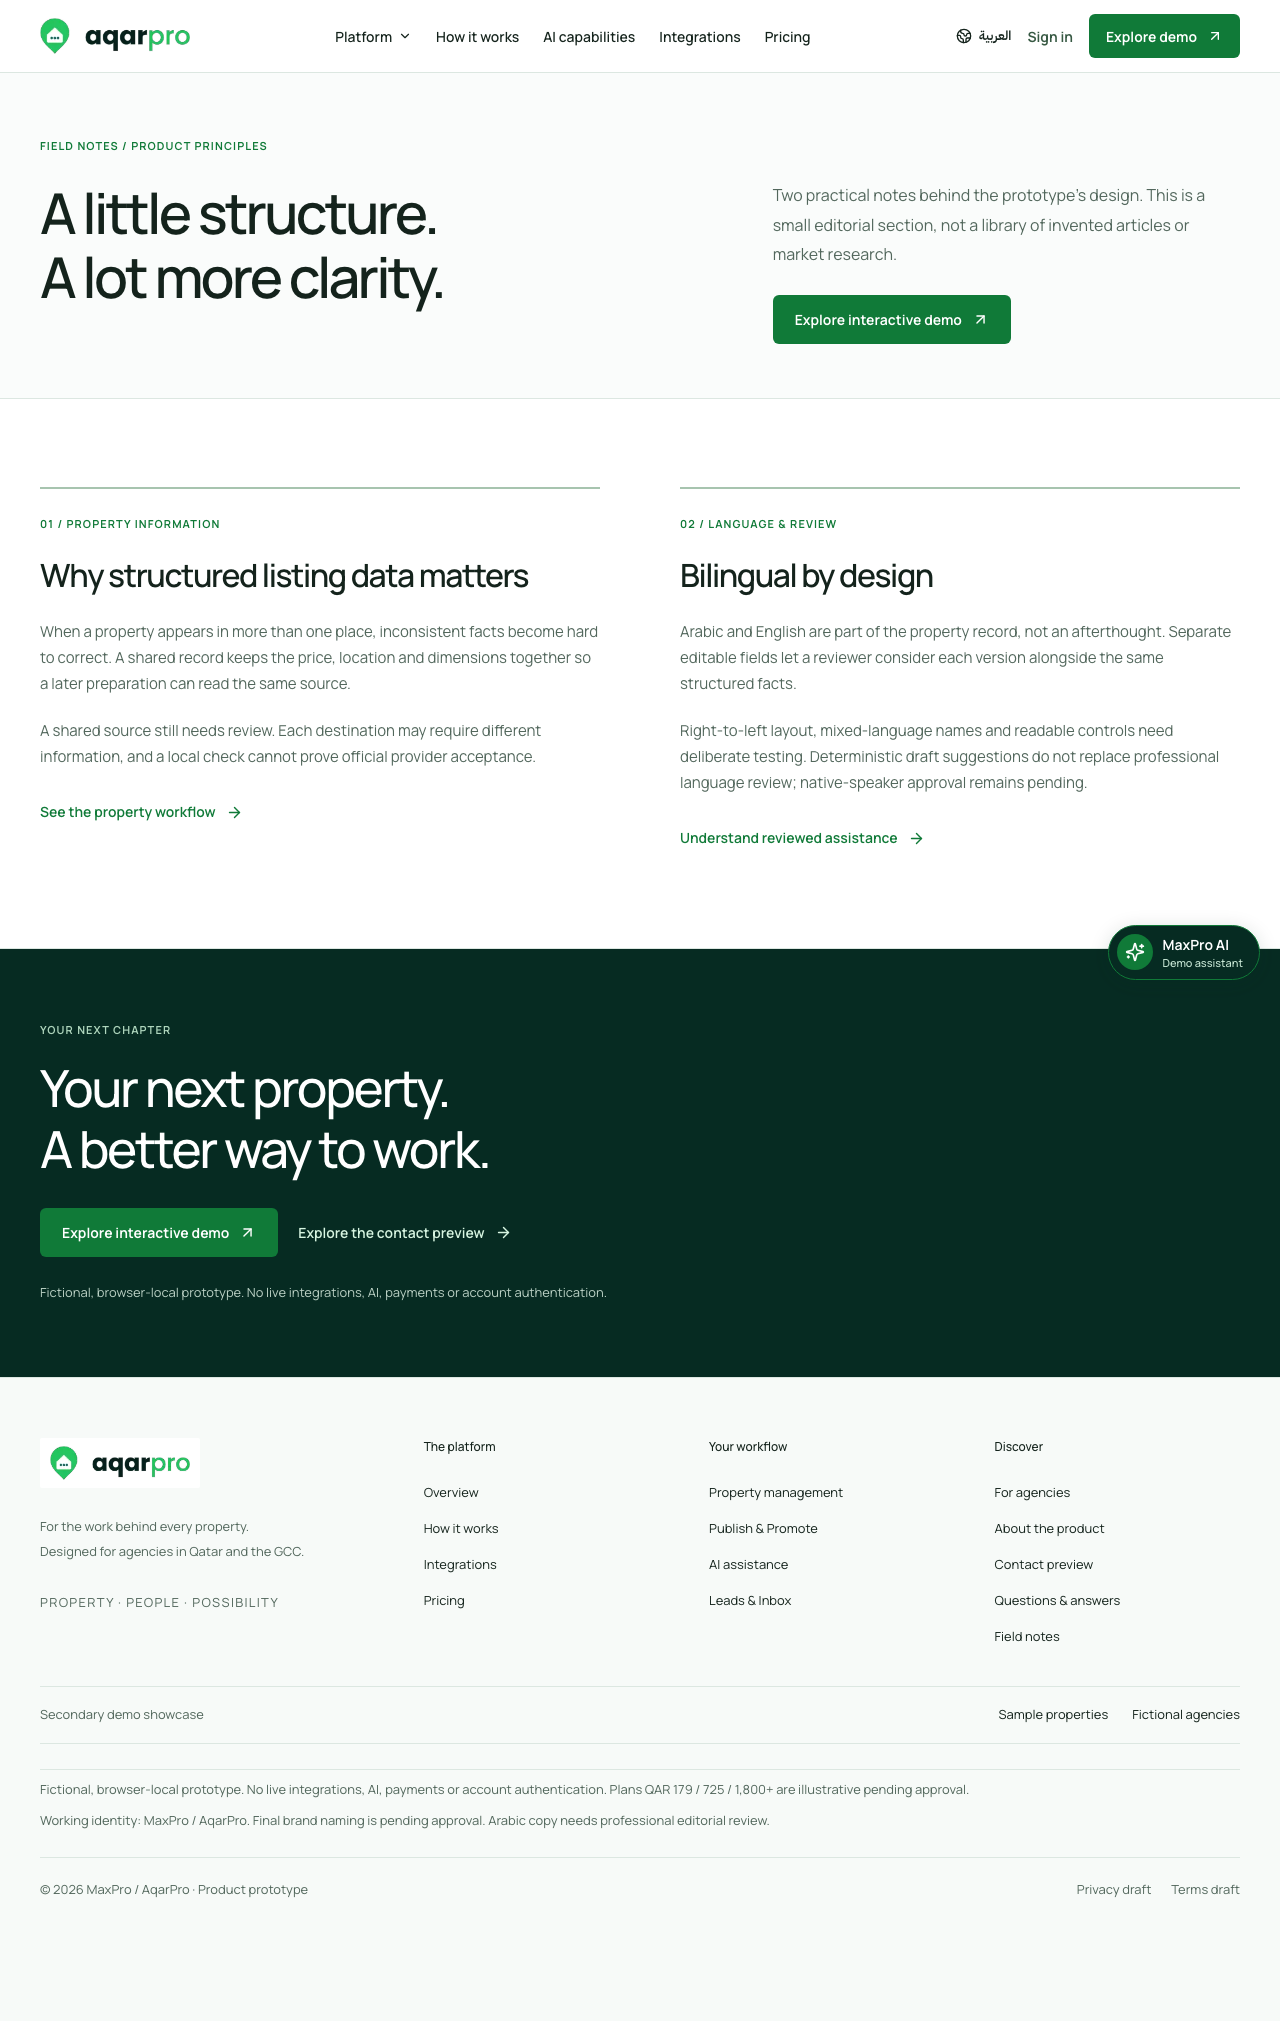 aqarpro
Platform
How it works
AI capabilities
Integrations
Pricing
العربية
Sign in
Explore demo
FIELD NOTES / PRODUCT PRINCIPLES
A little structure.
A lot more clarity.
Two practical notes behind the prototype's design. This is a
small editorial section, not a library of invented articles or
market research.
Explore interactive demo
01 / PROPERTY INFORMATION
Why structured listing data matters
When a property appears in more than one place, inconsistent facts become hard
to correct. A shared record keeps the price, location and dimensions together so
a later preparation can read the same source.
A shared source still needs review. Each destination may require different
information, and a local check cannot prove official provider acceptance.
See the property workflow
02 / LANGUAGE & REVIEW
Bilingual by design
Arabic and English are part of the property record, not an afterthought. Separate
editable fields let a reviewer consider each version alongside the same
structured facts.
Right-to-left layout, mixed-language names and readable controls need
deliberate testing. Deterministic draft suggestions do not replace professional
language review; native-speaker approval remains pending.
Understand reviewed assistance
MaxPro AI
Demo assistant
YOUR NEXT CHAPTER
Your next property.
A better way to work.
Explore interactive demo
Explore the contact preview
Fictional, browser-local prototype. No live integrations, AI, payments or account authentication.
aqarpro
For the work behind every property.
Designed for agencies in Qatar and the GCC.
PROPERTY · PEOPLE · POSSIBILITY
The platform
Overview
How it works
Integrations
Pricing
Your workflow
Property management
Publish & Promote
AI assistance
Leads & Inbox
Discover
For agencies
About the product
Contact preview
Questions & answers
Field notes
Secondary demo showcase
Sample properties
Fictional agencies
Fictional, browser-local prototype. No live integrations, AI, payments or account authentication. Plans QAR 179 / 725 / 1,800+ are illustrative pending approval.
Working identity: MaxPro / AqarPro. Final brand naming is pending approval. Arabic copy needs professional editorial review.
© 2026 MaxPro / AqarPro · Product prototype
Privacy draft
Terms draft